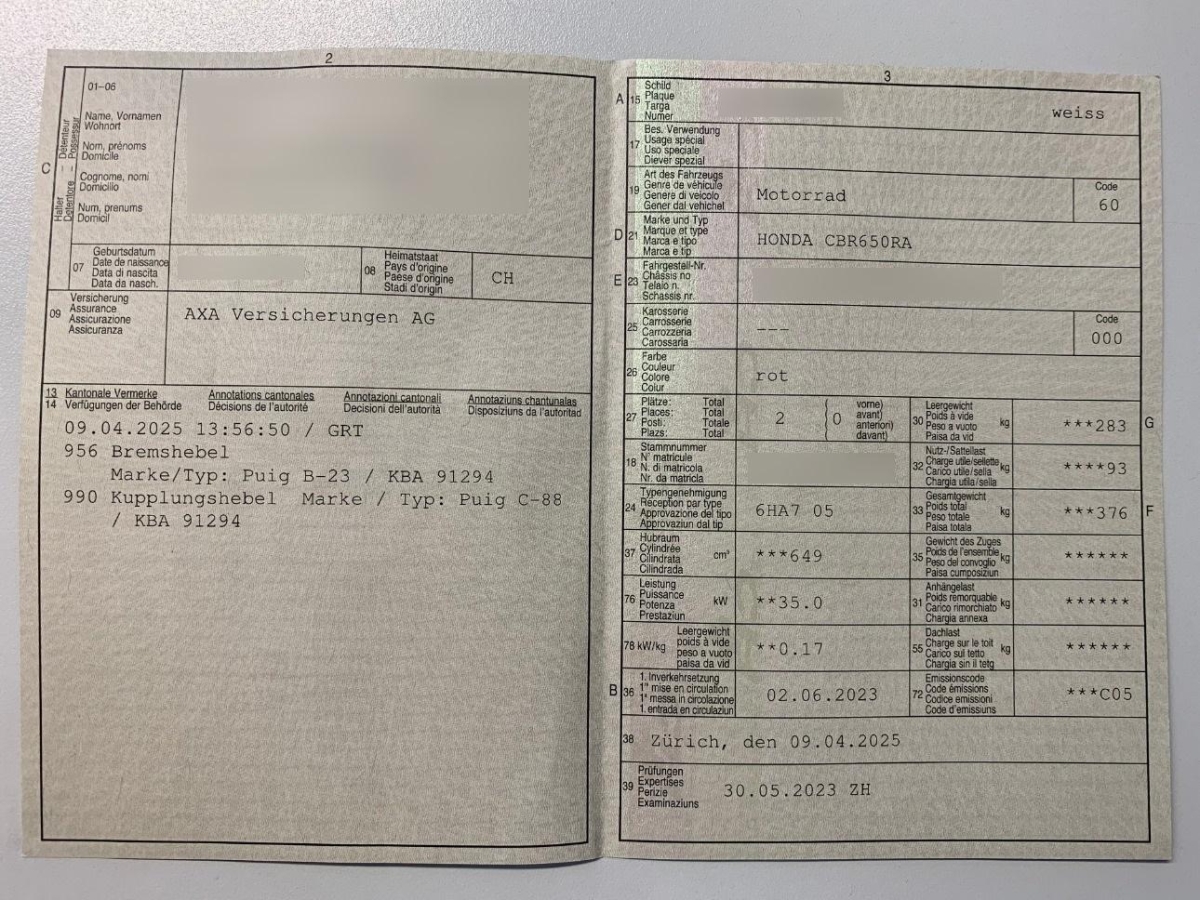 2
01–06
Name, Vornamen
Wohnort
Nom, prénoms
Domicile
Cognome, nomi
Domicilio
Num, prenums
Domicil
C
Halter – Détenteur
Detentore – Possessur
07
Geburtsdatum
Date de naissance
Data di nascita
Data da nasch.
08
Heimatstaat
Pays d'origine
Paese d'origine
Stadi d'origin
CH
09
Versicherung
Assurance
Assicurazione
Assicuranza
AXA Versicherungen AG
13 Kantonale Vermerke Annotations cantonales Annotazioni cantonali Annotaziuns chantunalas
14 Verfügungen der Behörde Décisions de l'autorité Decisioni dell'autorità Disposiziuns da l'autoritad
09.04.2025 13:56:50 / GRT
956 Bremshebel
Marke/Typ: Puig B-23 / KBA 91294
990 Kupplungshebel Marke / Typ: Puig C-88
/ KBA 91294
3
A 15
Schild
Plaque
Targa
Numer
weiss
17
Bes. Verwendung
Usage spécial
Uso speciale
Diever spezial
19
Art des Fahrzeugs
Genre de véhicule
Genere di veicolo
Gener dal vehichel
Motorrad
Code
60
D 21
Marke und Typ
Marque et type
Marca e tipo
Marca e tip
HONDA CBR650RA
E 23
Fahrgestell-Nr.
Châssis no
Telaio n.
Schassis nr.
25
Karosserie
Carrosserie
Carrozzeria
Carossaria
---
Code
000
26
Farbe
Couleur
Colore
Colur
rot
27
Plätze: Total
Places: Total
Posti: Totale
Plazs: Total
2
0
vorne)
avant)
anteriori)
davant)
30
Leergewicht
Poids à vide
Peso a vuoto
Paisa da vid
kg
***283
G
18
Stammnummer
N° matricule
N. di matricola
Nr. da matricla
32
Nutz-/Sattellast
Charge utile/sellette
Carico utile/sella
Chargia utila/sella
kg
****93
24
Typengenehmigung
Réception par type
Approvazione del tipo
Approvaziun dal tip
6HA7 05
33
Gesamtgewicht
Poids total
Peso totale
Paisa totala
kg
***376
F
37
Hubraum
Cylindrée
Cilindrata
Cilindrada
cm³
***649
35
Gewicht des Zuges
Poids de l'ensemble
Peso del convoglio
Paisa cumposiziun
kg
******
76
Leistung
Puissance
Potenza
Prestaziun
kW
**35.0
31
Anhängelast
Poids remorquable
Carico rimorchiato
Chargia annexa
kg
******
78 kW/kg
Leergewicht
poids à vide
peso a vuoto
paisa da vid
**0.17
55
Dachlast
Charge sur le toit
Carico sul tetto
Chargia sin il tetg
kg
******
B 36
1. Inverkehrsetzung
1re mise en circulation
1a messa in circolazione
1. entrada en circulaziun
02.06.2023
72
Emissionscode
Code émissions
Codice emissioni
Code d'emissiuns
***C05
38
Zürich, den 09.04.2025
39
Prüfungen
Expertises
Perizie
Examinaziuns
30.05.2023 ZH